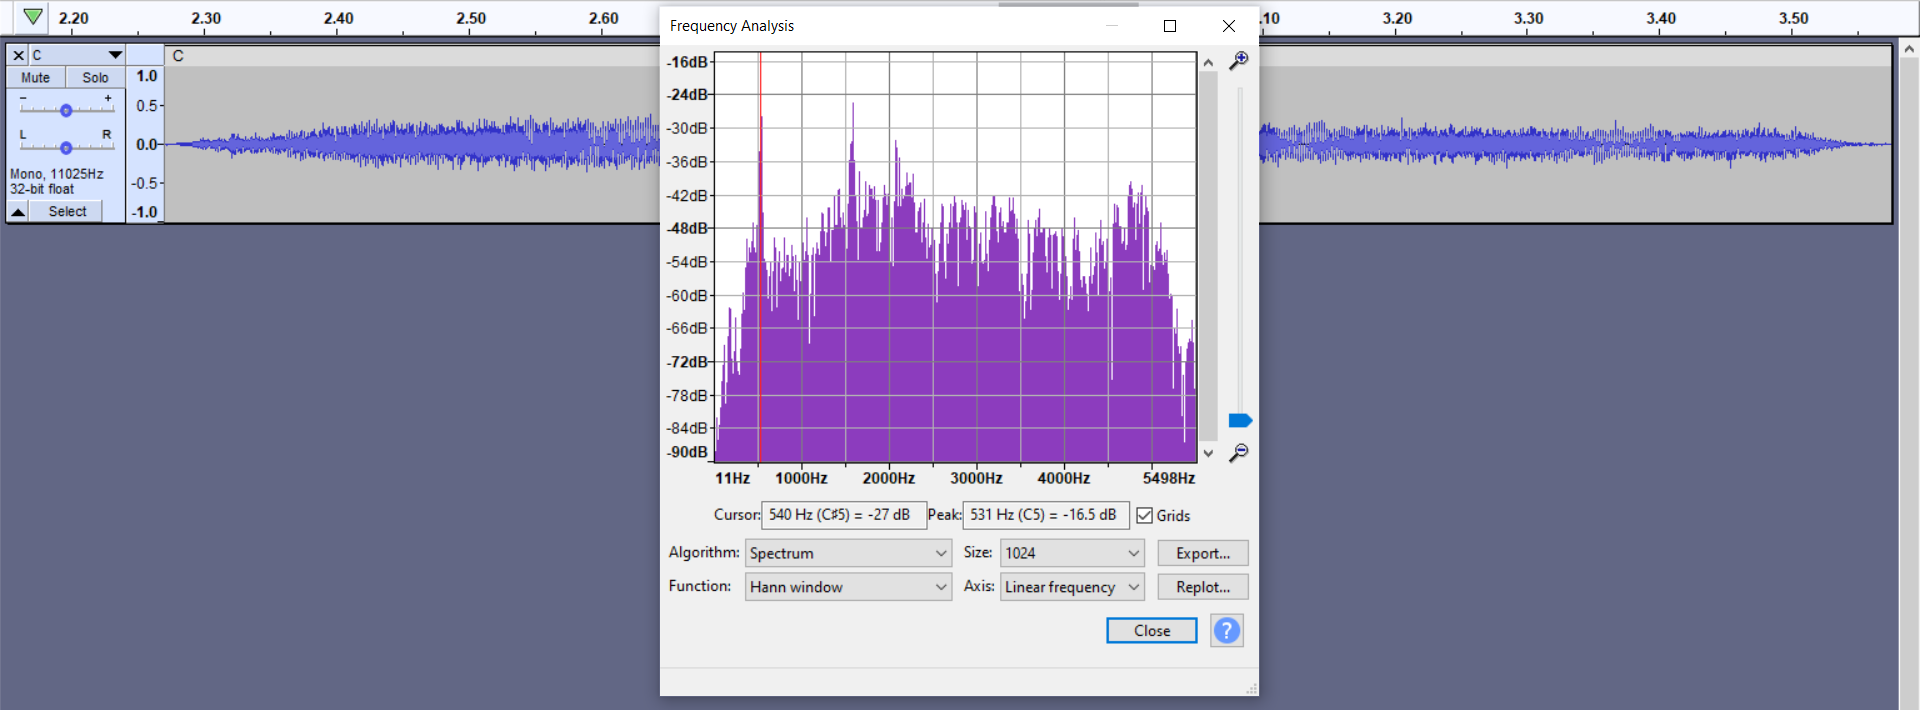 2.20 2.30 2.40 2.50 2.60 .10 3.20 3.30 3.40 3.50
Frequency Analysis
C
C
Mute Solo
- +
L R
Mono, 11025Hz
32-bit float
Select
1.0
0.5
0.0
-0.5
-1.0
-16dB
-24dB
-30dB
-36dB
-42dB
-48dB
-54dB
-60dB
-66dB
-72dB
-78dB
-84dB
-90dB
11Hz 1000Hz 2000Hz 3000Hz 4000Hz 5498Hz
Cursor: 540 Hz (C♯5) = -27 dB Peak: 531 Hz (C5) = -16.5 dB Grids
Algorithm: Spectrum Size: 1024 Export...
Function: Hann window Axis: Linear frequency Replot...
Close ?